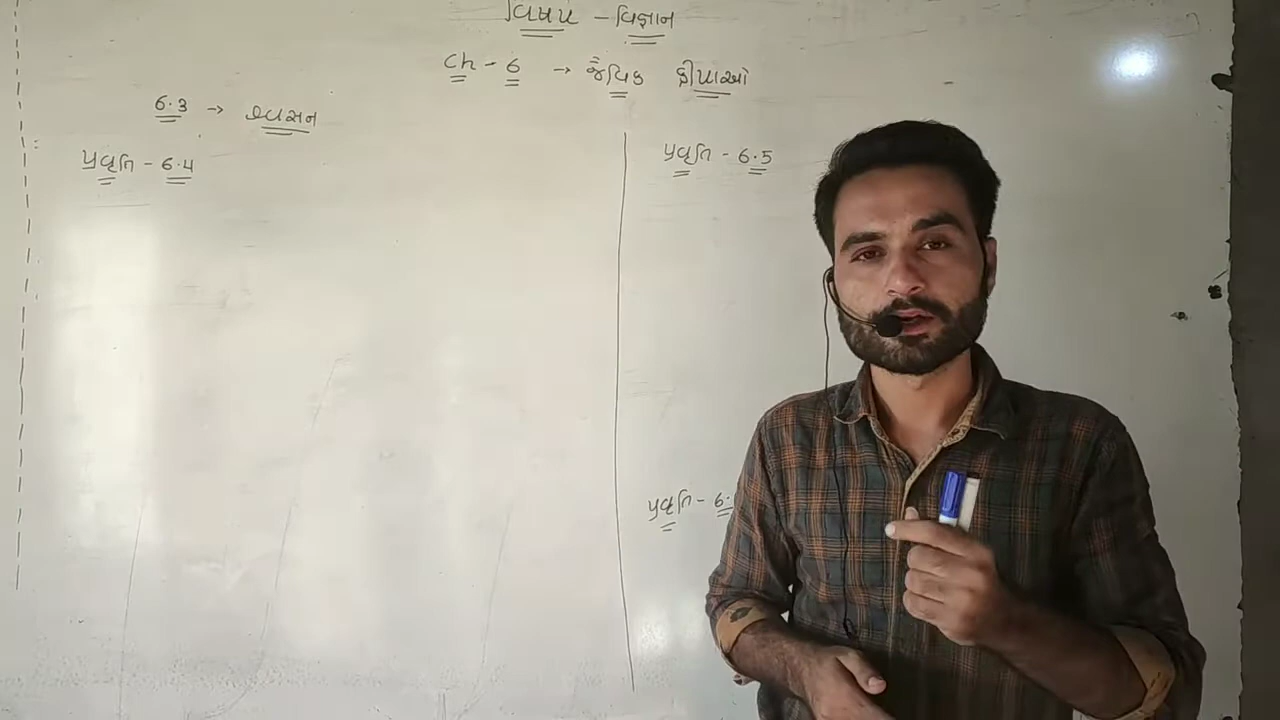 વિષય - વિજ્ઞાન
Ch - 6 → જૈવિક ક્રિયાઓ
6.3 → શ્વસન
પ્રવૃત્તિ - 6.4
પ્રવૃત્તિ - 6.5
પ્રવૃત્તિ - 6.